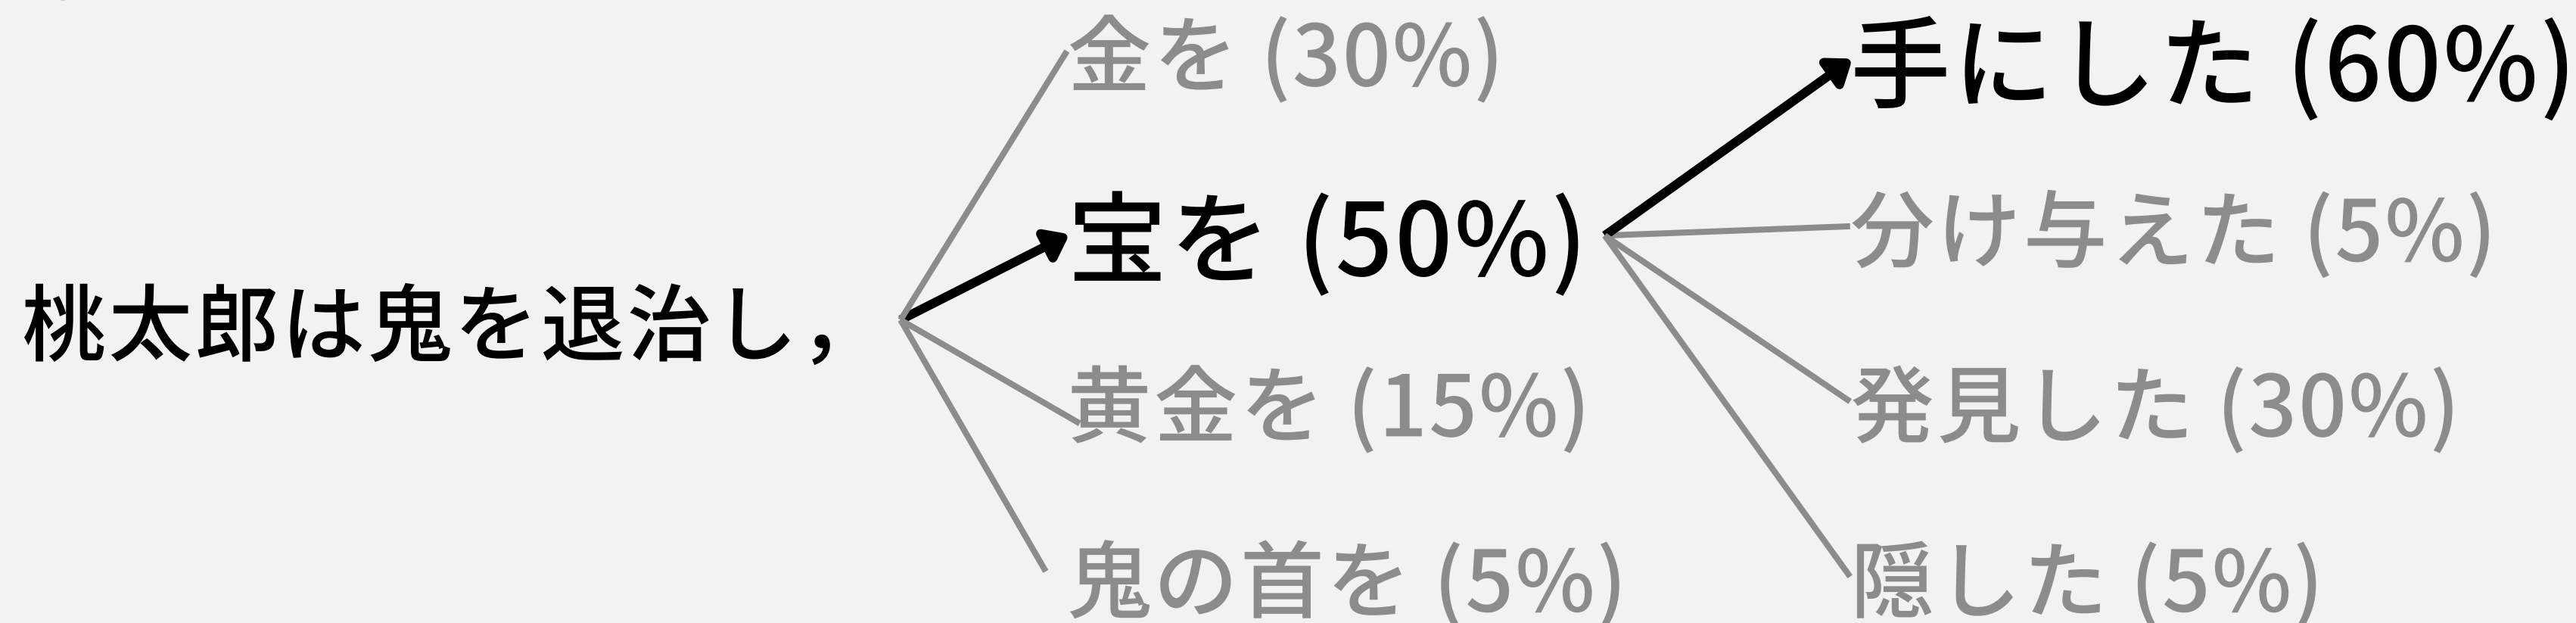 桃太郎は鬼を退治し，
金を (30%)
宝を (50%)
黄金を (15%)
鬼の首を (5%)
手にした (60%)
分け与えた (5%)
発見した (30%)
隠した (5%)